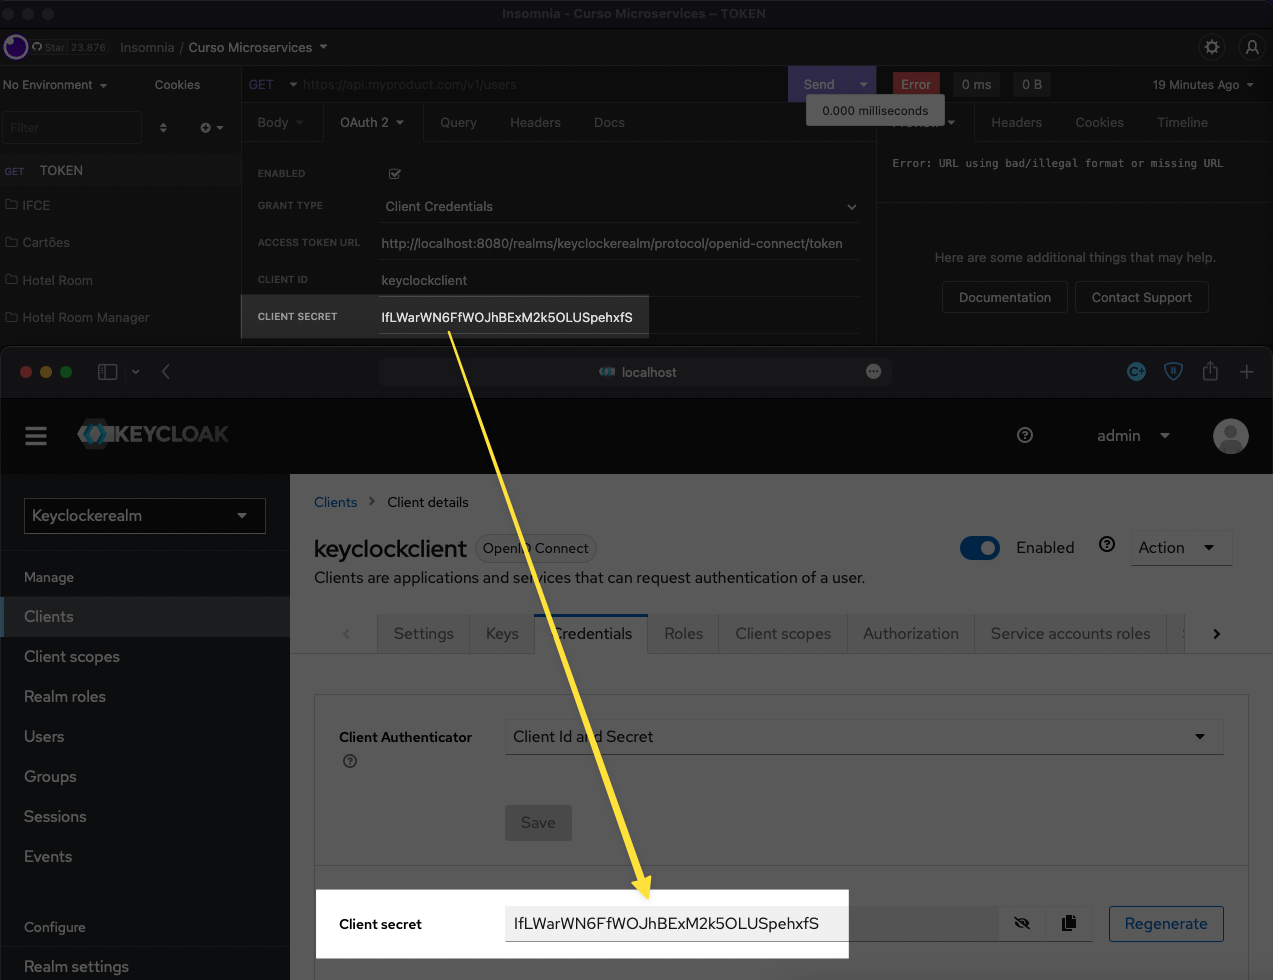 Insomnia - Curso Microservices – TOKEN
Star 23.876 Insomnia / Curso Microservices
No Environment Cookies GET https://api.myproduct.com/v1/users Send Error 0 ms 0 B 19 Minutes Ago
0.000 milliseconds
Filter Body OAuth 2 Query Headers Docs Headers Cookies Timeline
Error: URL using bad/illegal format or missing URL
GET TOKEN
ENABLED
IFCE
GRANT TYPE Client Credentials
Cartões
ACCESS TOKEN URL http://localhost:8080/realms/keyclockerealm/protocol/openid-connect/token
Here are some additional things that may help.
Hotel Room
CLIENT ID keyclockclient
Documentation Contact Support
Hotel Room Manager
CLIENT SECRET IfLWarWN6FfWOJhBExM2k5OLUSpehxfS
localhost
KEYCLOAK admin
Keyclockerealm
Manage
Clients
Client scopes
Realm roles
Users
Groups
Sessions
Events
Configure
Realm settings
Clients > Client details
keyclockclient OpenID Connect Enabled Action
Clients are applications and services that can request authentication of a user.
Settings Keys Credentials Roles Client scopes Authorization Service accounts roles
Client Authenticator Client Id and Secret
Save
Client secret IfLWarWN6FfWOJhBExM2k5OLUSpehxfS Regenerate